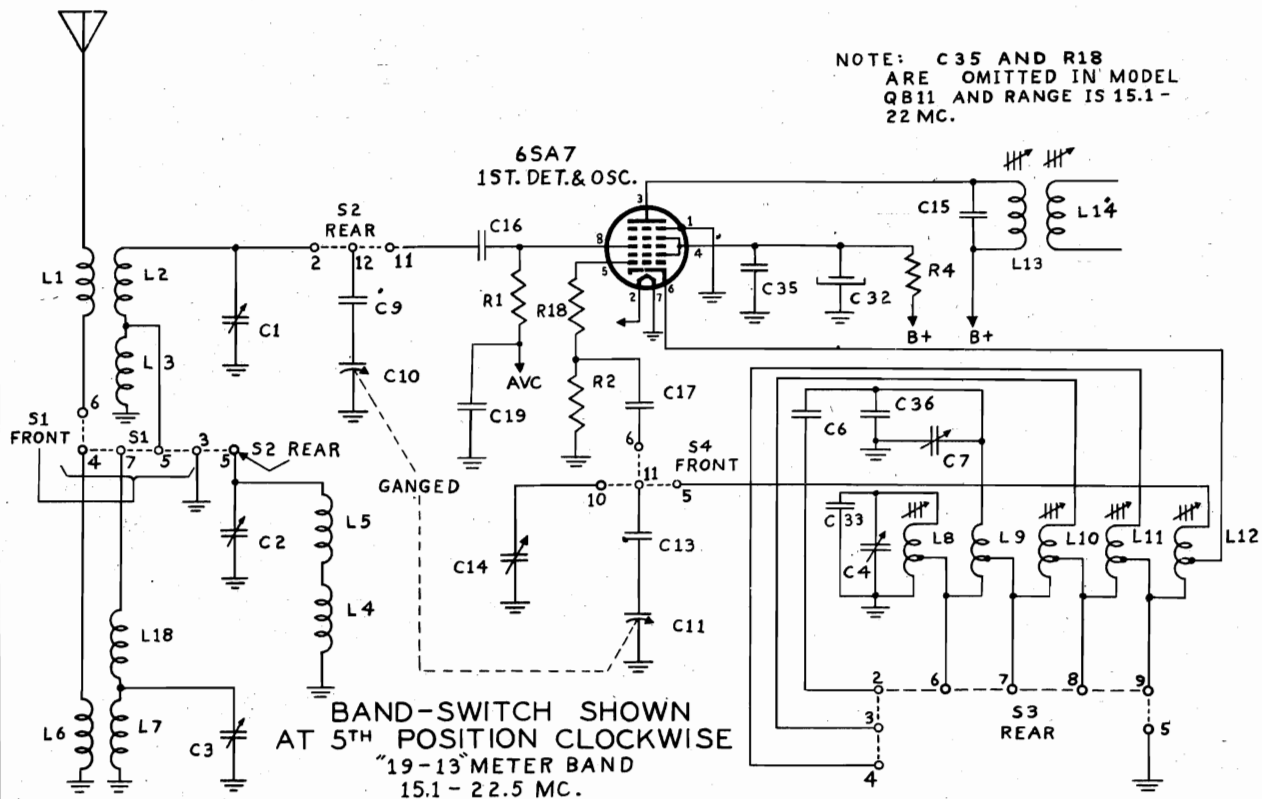 NOTE: C35 AND R18
ARE OMITTED IN MODEL
QB11 AND RANGE IS 15.1-
22 MC.
6SA7
1ST. DET. & OSC.
S2
REAR
2 12 11
C16
3
8
5
1
4
2 7 6
C15
L13
L14
L1
L2
L3
C1
C9
C10
R1
R18
C35
C32
R4
B+
B+
AVC
C19
R2
C17
6
S1
FRONT
4 7 S1 5 3 5
S2 REAR
GANGED
6
10 11 5
S4
FRONT
C6
C36
C7
C2
L5
L4
C14
C13
C11
C33
C4
L8
L9
L10
L11
L12
L18
L6
L7
C3
2 6 7 8 9
3
4
5
S3
REAR
BAND-SWITCH SHOWN
AT 5TH POSITION CLOCKWISE
"19-13" METER BAND
15.1 - 22.5 MC.